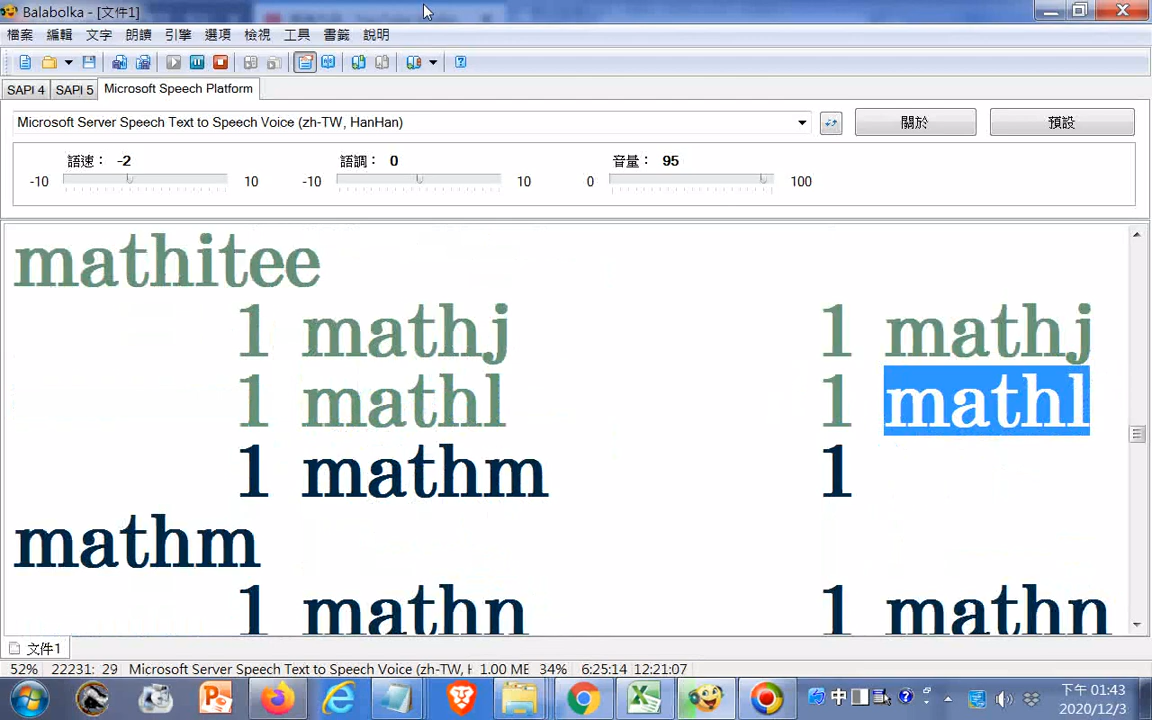 Balabolka - [文件1]
檔案 編輯 文字 朗讀 引擎 選項 檢視 工具 書籤 說明
SAPI 4 SAPI 5 Microsoft Speech Platform
Microsoft Server Speech Text to Speech Voice (zh-TW, HanHan) 關於 預設
語速： -2 語調： 0 音量： 95
-10 10 -10 10 0 100
mathitee
1 mathj 1 mathj
1 mathl 1 mathl
1 mathm 1
mathm
1 mathn 1 mathn
文件1
52% 22231: 29 Microsoft Server Speech Text to Speech Voice (zh-TW, 1.00 ME 34% 6:25:14 12:21:07
中 下午 01:43
2020/12/3